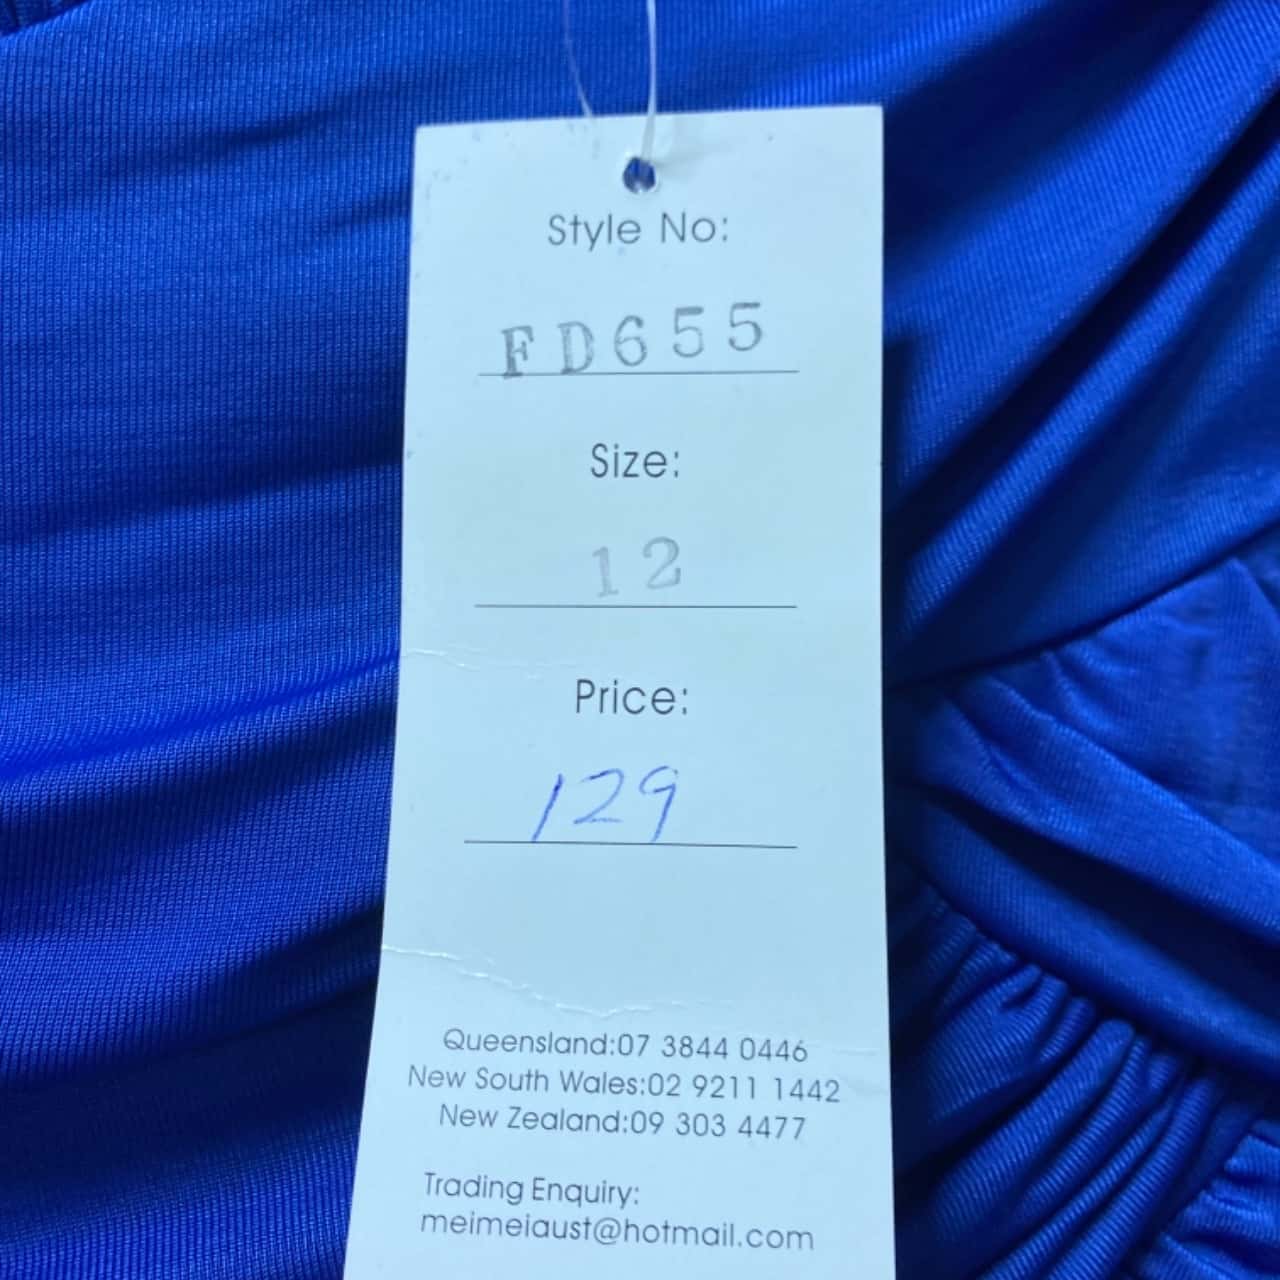 Style No:
FD655
Size:
12
Price:
129
Queensland:07 3844 0446
New South Wales:02 9211 1442
New Zealand:09 303 4477
Trading Enquiry:
meimeiaust@hotmail.com